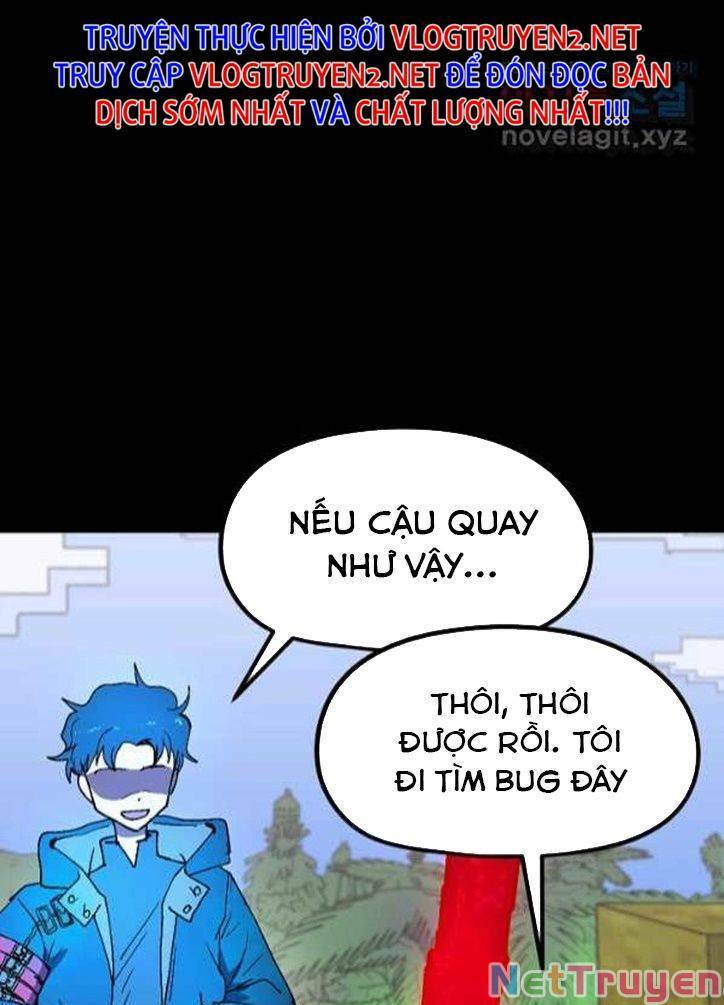 TRUYỆN THỰC HIỆN BỞI VLOGTRUYEN2.NET
TRUY CẬP VLOGTRUYEN2.NET ĐỂ ĐÓN ĐỌC BẢN
DỊCH SỚM NHẤT VÀ CHẤT LƯỢNG NHẤT!!!
novelagit.xyz
NẾU CẬU QUAY
NHƯ VẬY...
THÔI, THÔI
ĐƯỢC RỒI. TÔI
ĐI TÌM BUG ĐÂY
NetTruyen